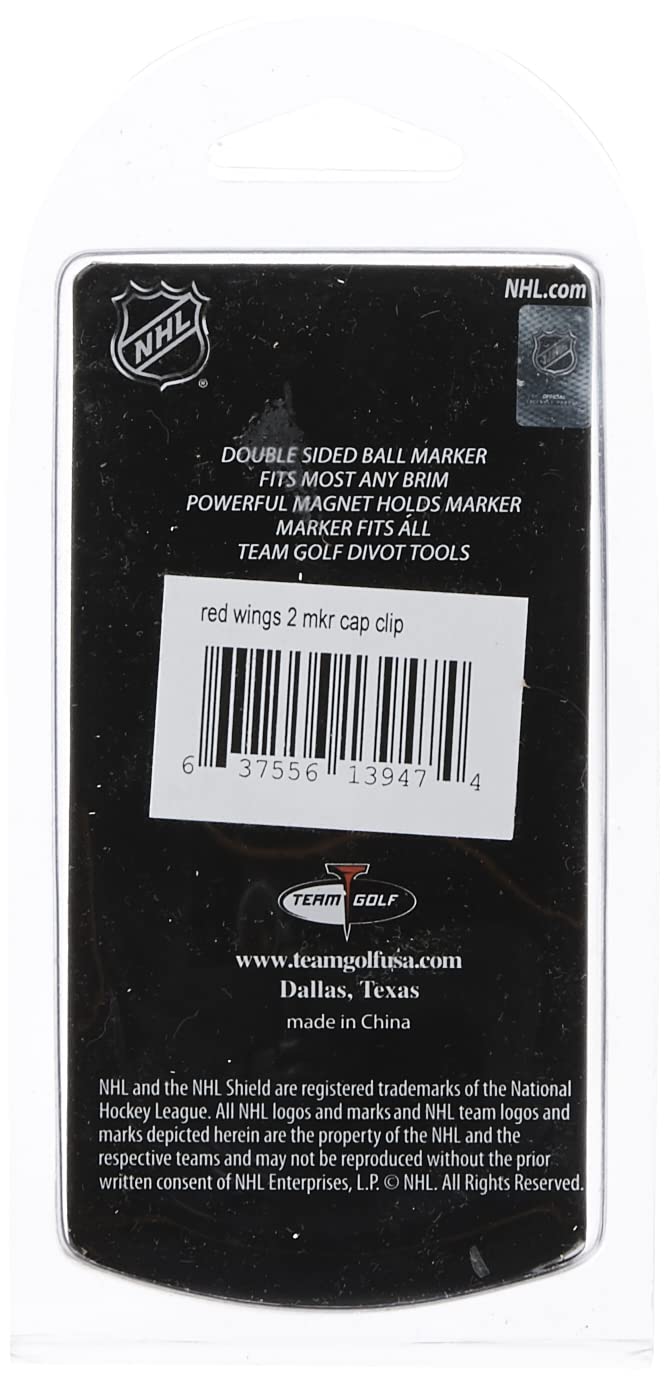 NHL.com
NHL
®
OFFICIAL
DOUBLE SIDED BALL MARKER
FITS MOST ANY BRIM
POWERFUL MAGNET HOLDS MARKER
MARKER FITS ALL
TEAM GOLF DIVOT TOOLS
red wings 2 mkr cap clip
6 37556 13947 4
TEAM GOLF
www.teamgolfusa.com
Dallas, Texas
made in China
NHL and the NHL Shield are registered trademarks of the National
Hockey League. All NHL logos and marks and NHL team logos and
marks depicted herein are the property of the NHL and the
respective teams and may not be reproduced without the prior
written consent of NHL Enterprises, L.P. © NHL. All Rights Reserved.